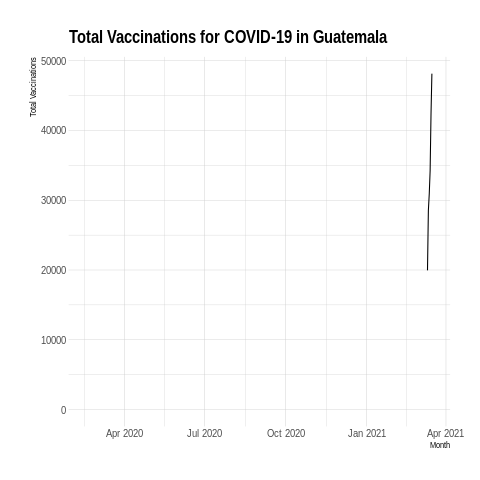 Total Vaccinations for COVID-19 in Guatemala
Total Vaccinations
50000
40000
30000
20000
10000
0
Apr 2020 Jul 2020 Oct 2020 Jan 2021 Apr 2021
Month